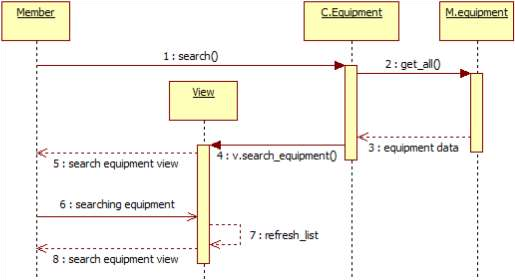 Member
C.Equipment
M.equipment
1 : search()
2 : get_all()
View
3 : equipment data
4 : v.search_equipment()
5 : search equipment view
6 : searching equipment
7 : refresh_list
8 : search equipment view